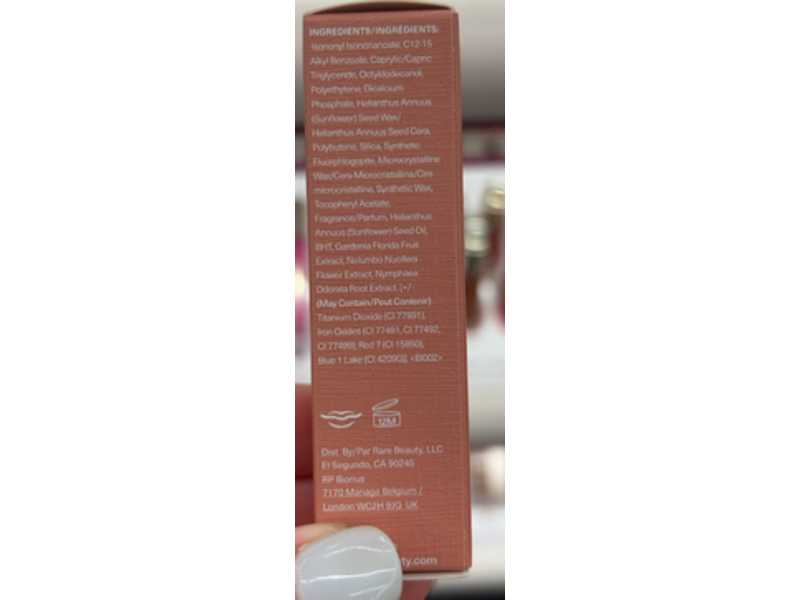 INGREDIENTS/INGRÉDIENTS:
Isononyl Isononanoate, C12-15
Alkyl Benzoate, Caprylic/Capric
Triglyceride, Octyldodecanol,
Polyethylene, Dicalcium
Phosphate, Helianthus Annuus
(Sunflower) Seed Wax/
Helianthus Annuus Seed Cera,
Polybutene, Silica, Synthetic
Fluorphlogopite, Microcrystalline
Wax/Cera Microcristallina/Cire
microcristalline, Synthetic Wax,
Tocopheryl Acetate,
Fragrance/Parfum, Helianthus
Annuus (Sunflower) Seed Oil,
BHT, Gardenia Florida Fruit
Extract, Nelumbo Nucifera
Flower Extract, Nymphaea
Odorata Root Extract. [+/-
(May Contain/Peut Contenir)
Titanium Dioxide (CI 77891),
Iron Oxides (CI 77491, CI 77492,
CI 77499), Red 7 (CI 15850),
Blue 1 Lake (CI 42090)]. <BI002>
12M
Dist. By/Par Rare Beauty, LLC
El Segundo, CA 90245
RP Biorius
7170 Manage Belgium /
London WC2H 9JQ UK
ty.com